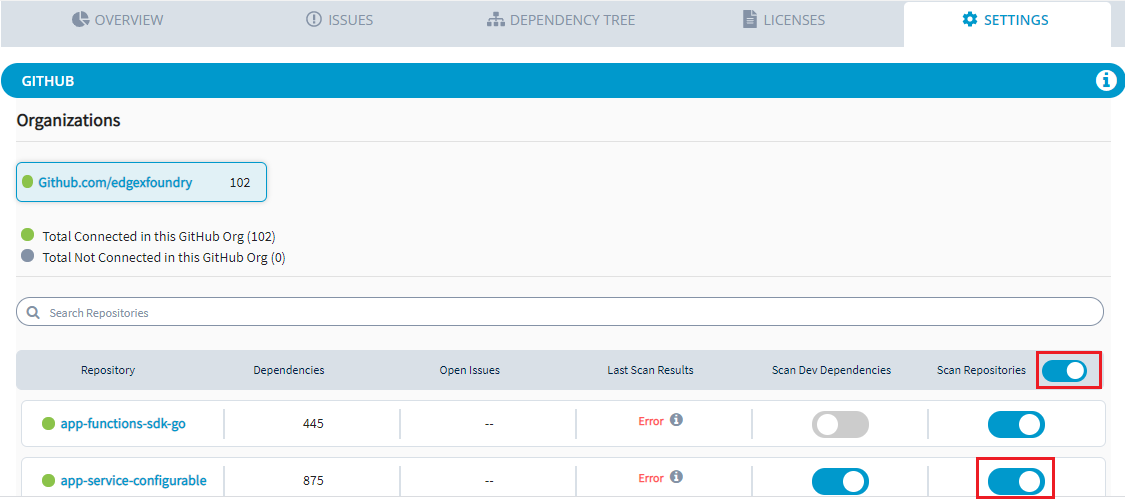 OVERVIEW ISSUES DEPENDENCY TREE LICENSES SETTINGS
GITHUB
Organizations
Github.com/edgexfoundry 102
Total Connected in this GitHub Org (102)
Total Not Connected in this GitHub Org (0)
Search Repositories
Repository Dependencies Open Issues Last Scan Results Scan Dev Dependencies Scan Repositories
app-functions-sdk-go 445 -- Error
app-service-configurable 875 -- Error